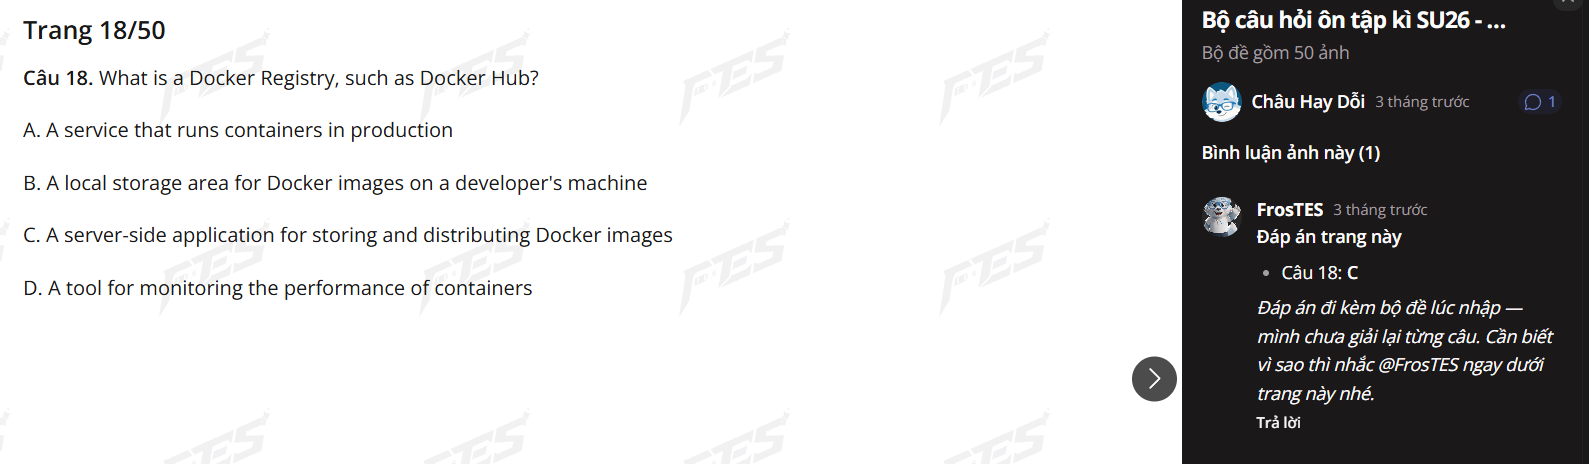 Trang 18/50
Câu 18. What is a Docker Registry, such as Docker Hub?
A. A service that runs containers in production
B. A local storage area for Docker images on a developer's machine
C. A server-side application for storing and distributing Docker images
D. A tool for monitoring the performance of containers
Bộ câu hỏi ôn tập kì SU26 - ...
Bộ đề gồm 50 ảnh
Châu Hay Dỗi 3 tháng trước 1
Bình luận ảnh này (1)
FrosTES 3 tháng trước
Đáp án trang này
• Câu 18: C
Đáp án đi kèm bộ đề lúc nhập —
mình chưa giải lại từng câu. Cần biết
vì sao thì nhắc @FrosTES ngay dưới
trang này nhé.
Trả lời